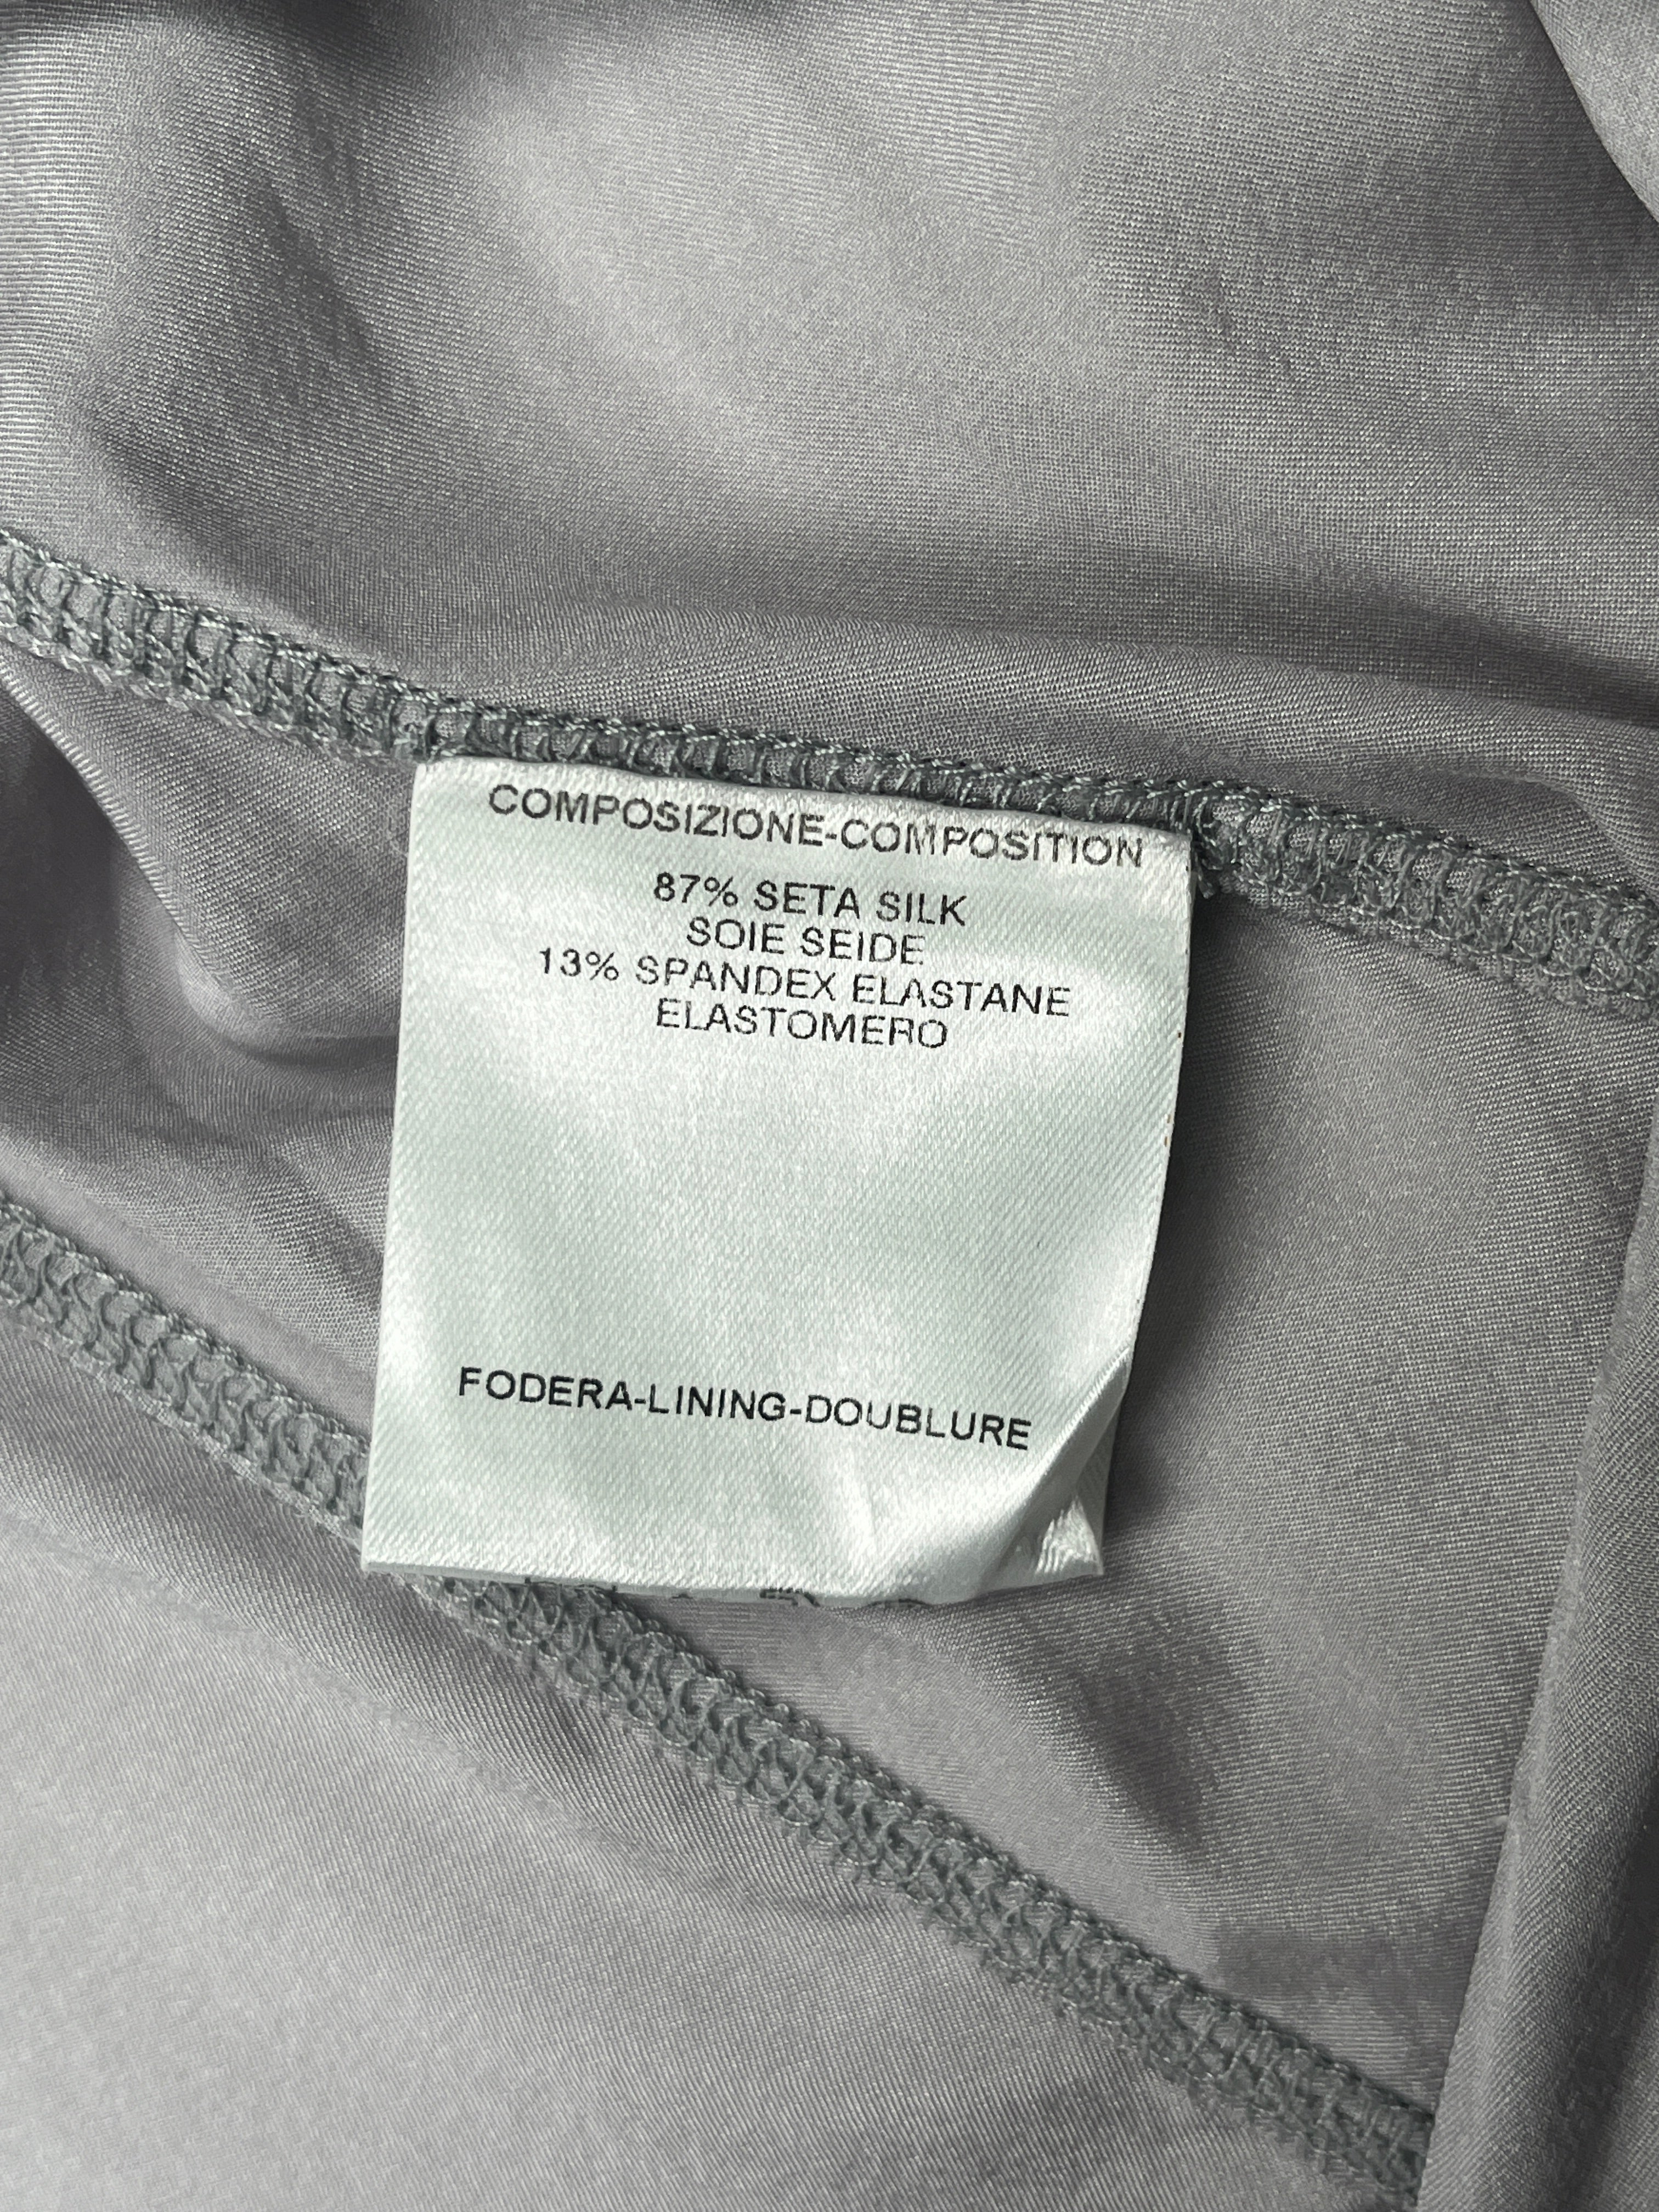 COMPOSIZIONE-COMPOSITION
87% SETA SILK
SOIE SEIDE
13% SPANDEX ELASTANE
ELASTOMERO
FODERA-LINING-DOUBLURE